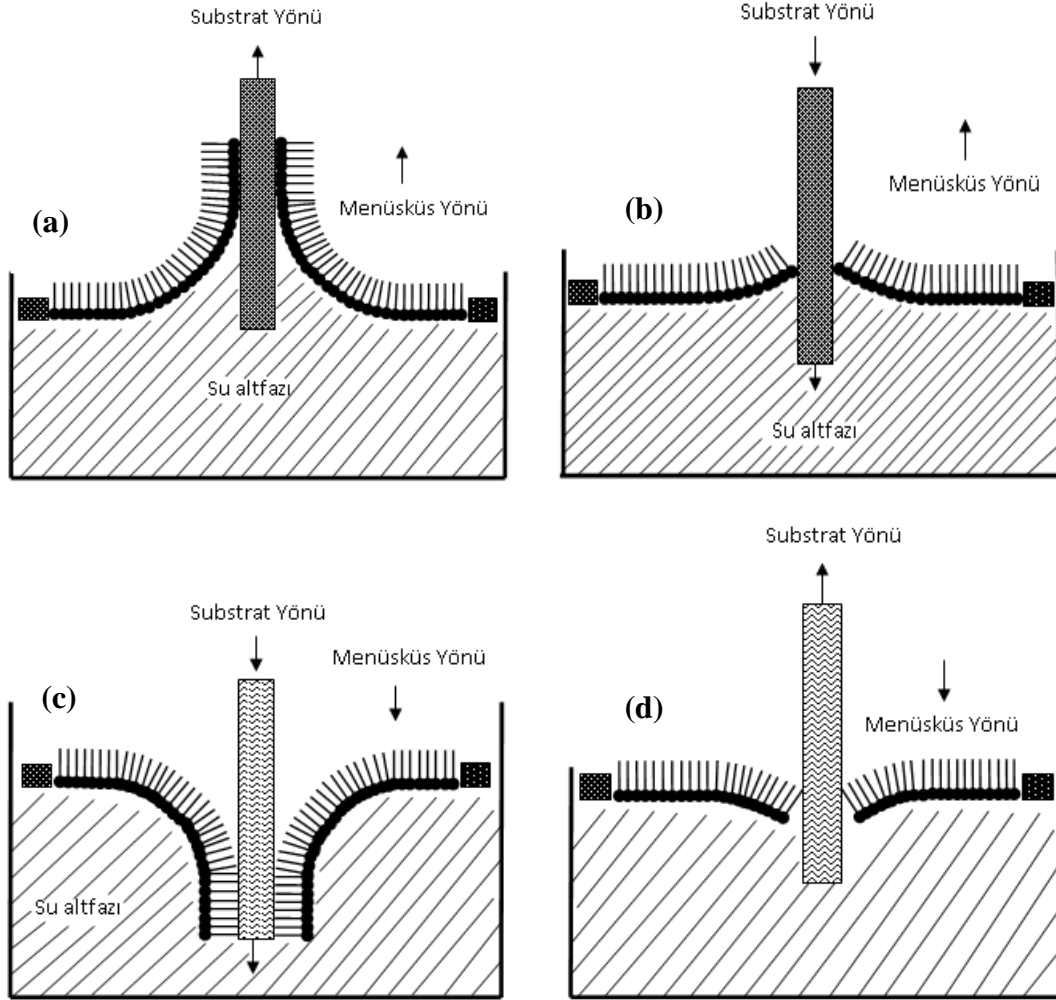 Substrat Yönü
(a)
Menüsküs Yönü
Su altfazı
Substrat Yönü
(b)
Menüsküs Yönü
Su altfazı
Substrat Yönü
Menüsküs Yönü
(c)
Su altfazı
Substrat Yönü
(d)
Menüsküs Yönü